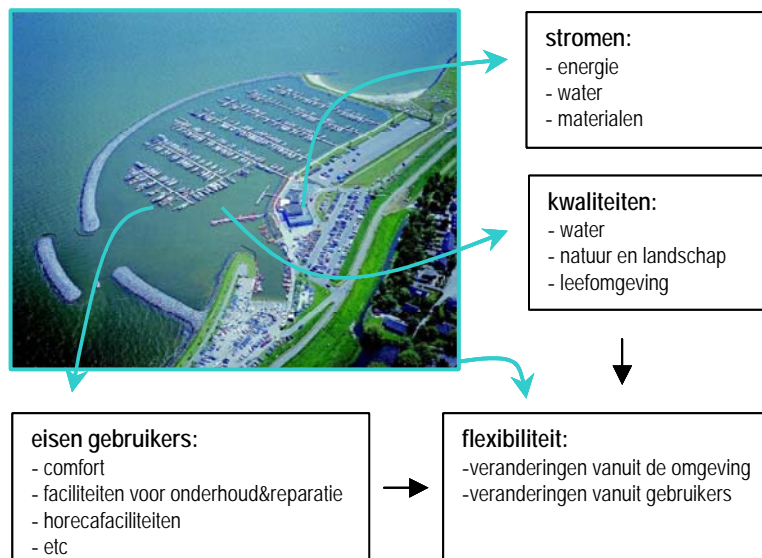 stromen:
- energie
- water
- materialen
kwaliteiten:
- water
- natuur en landschap
- leefomgeving
eisen gebruikers:
- comfort
- faciliteiten voor onderhoud&reparatie
- horecafaciliteiten
- etc
flexibiliteit:
-veranderingen vanuit de omgeving
-veranderingen vanuit gebruikers